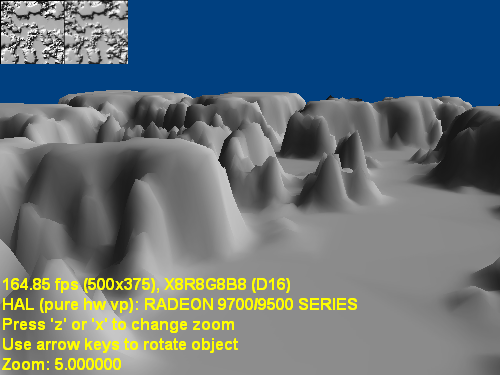 164.85 fps (500x375), X8R8G8B8 (D16)
HAL (pure hw vp): RADEON 9700/9500 SERIES
Press 'z' or 'x' to change zoom
Use arrow keys to rotate object
Zoom: 5.000000